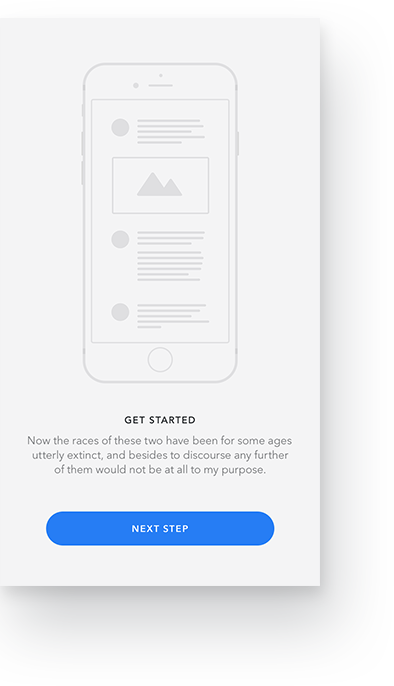 GET STARTED
Now the races of these two have been for some ages
utterly extinct, and besides to discourse any further
of them would not be at all to my purpose.
NEXT STEP